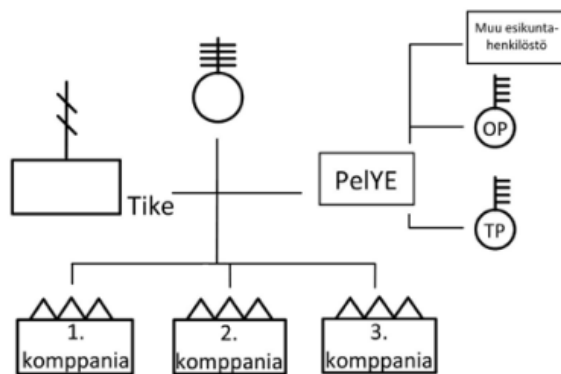 Muu esikunta-
henkilöstö
OP
PelYE
Tike
TP
1.
komppania
2.
komppania
3.
komppania